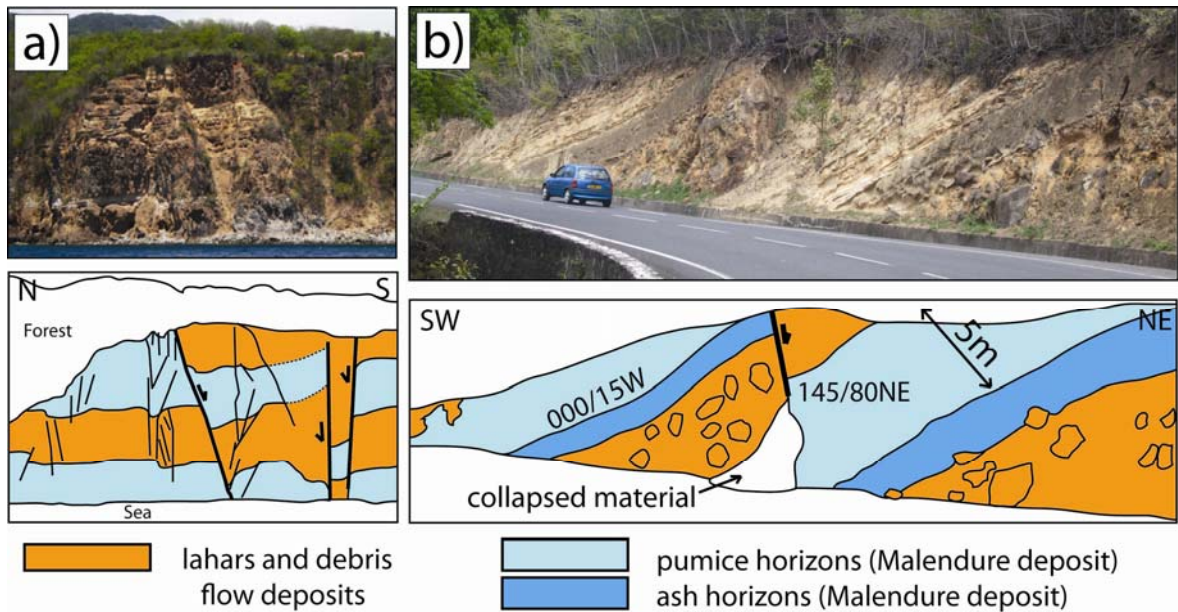 a)
b)
N
S
Forest
Sea
SW
NE
5m
000/15W
145/80NE
collapsed material
lahars and debris
flow deposits
pumice horizons (Malendure deposit)
ash horizons (Malendure deposit)